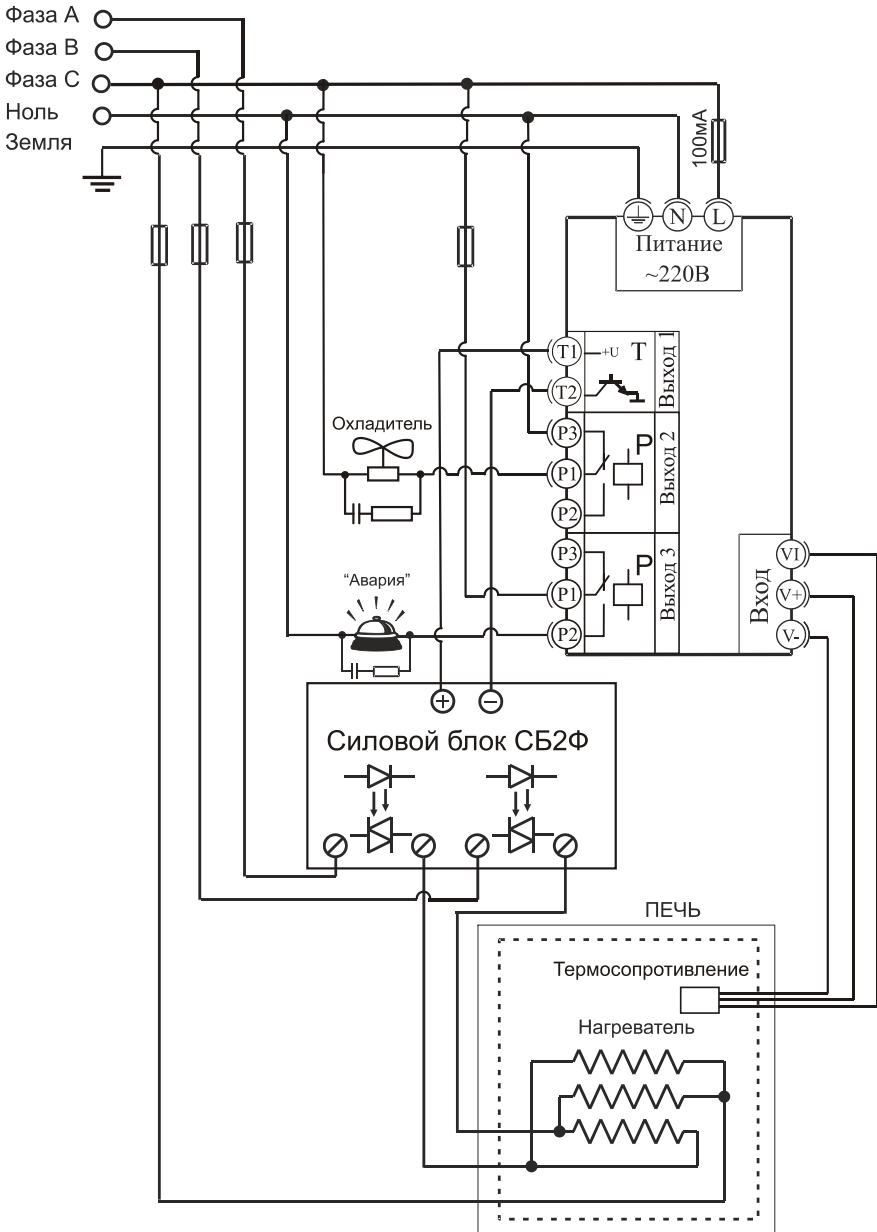 Фаза А
Фаза В
Фаза С
Ноль
Земля
100мА
N
L
Питание
~220В
T1
+U
T
Выход 1
T2
Охладитель
P3
P
Выход 2
P1
P2
P3
P
Выход 3
“Авария”
P1
P2
Вход
VI
V+
V-
+
−
Силовой блок СБ2Ф
ПЕЧЬ
Термосопротивление
Нагреватель